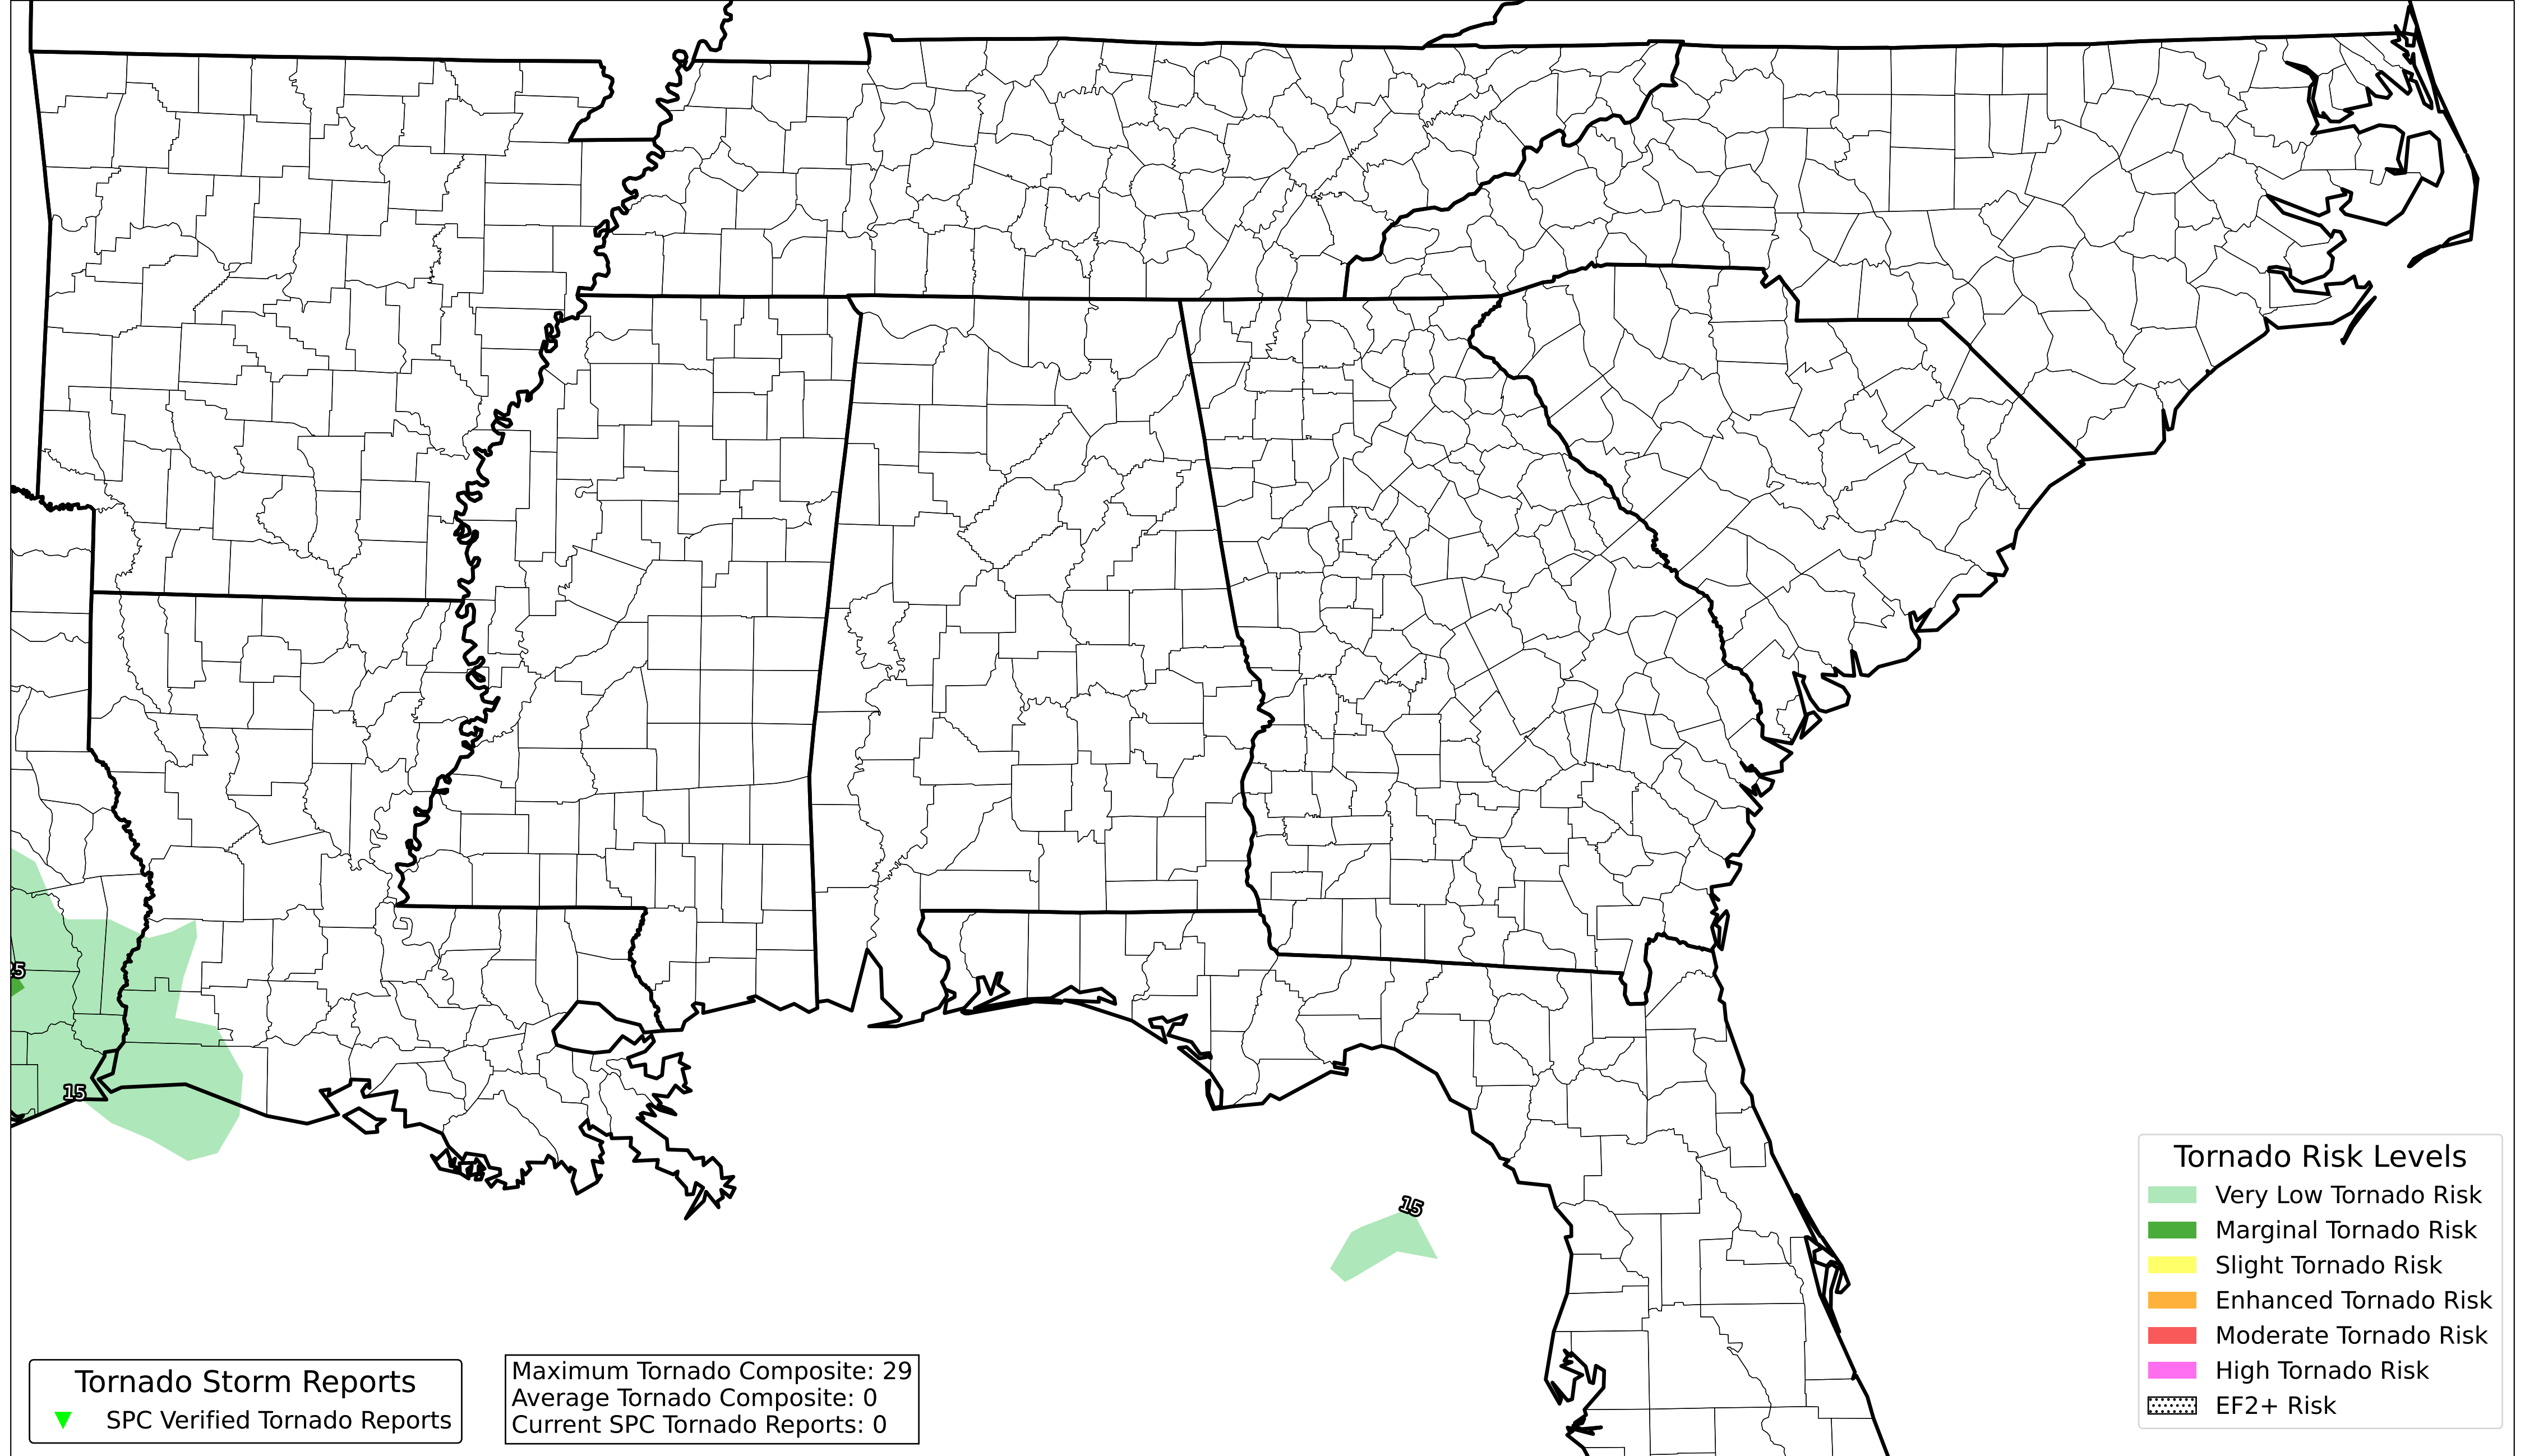 25
15
15
Tornado Risk Levels
Very Low Tornado Risk
Marginal Tornado Risk
Slight Tornado Risk
Enhanced Tornado Risk
Moderate Tornado Risk
High Tornado Risk
EF2+ Risk
Tornado Storm Reports
SPC Verified Tornado Reports
Maximum Tornado Composite: 29
Average Tornado Composite: 0
Current SPC Tornado Reports: 0